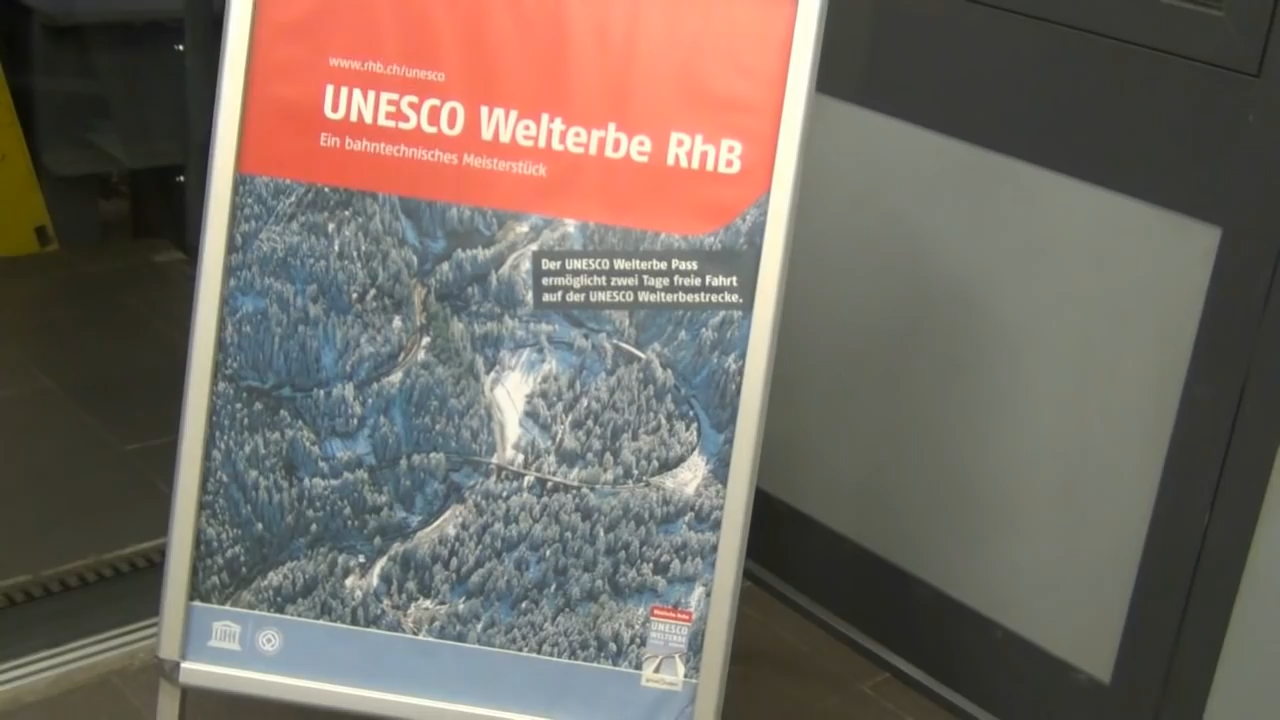 www.rhb.ch/unesco
UNESCO Welterbe RhB
Ein bahntechnisches Meisterstück
Der UNESCO Welterbe Pass
ermöglicht zwei Tage freie Fahrt
auf der UNESCO Welterbestrecke.
UNESCO
WELTERBE